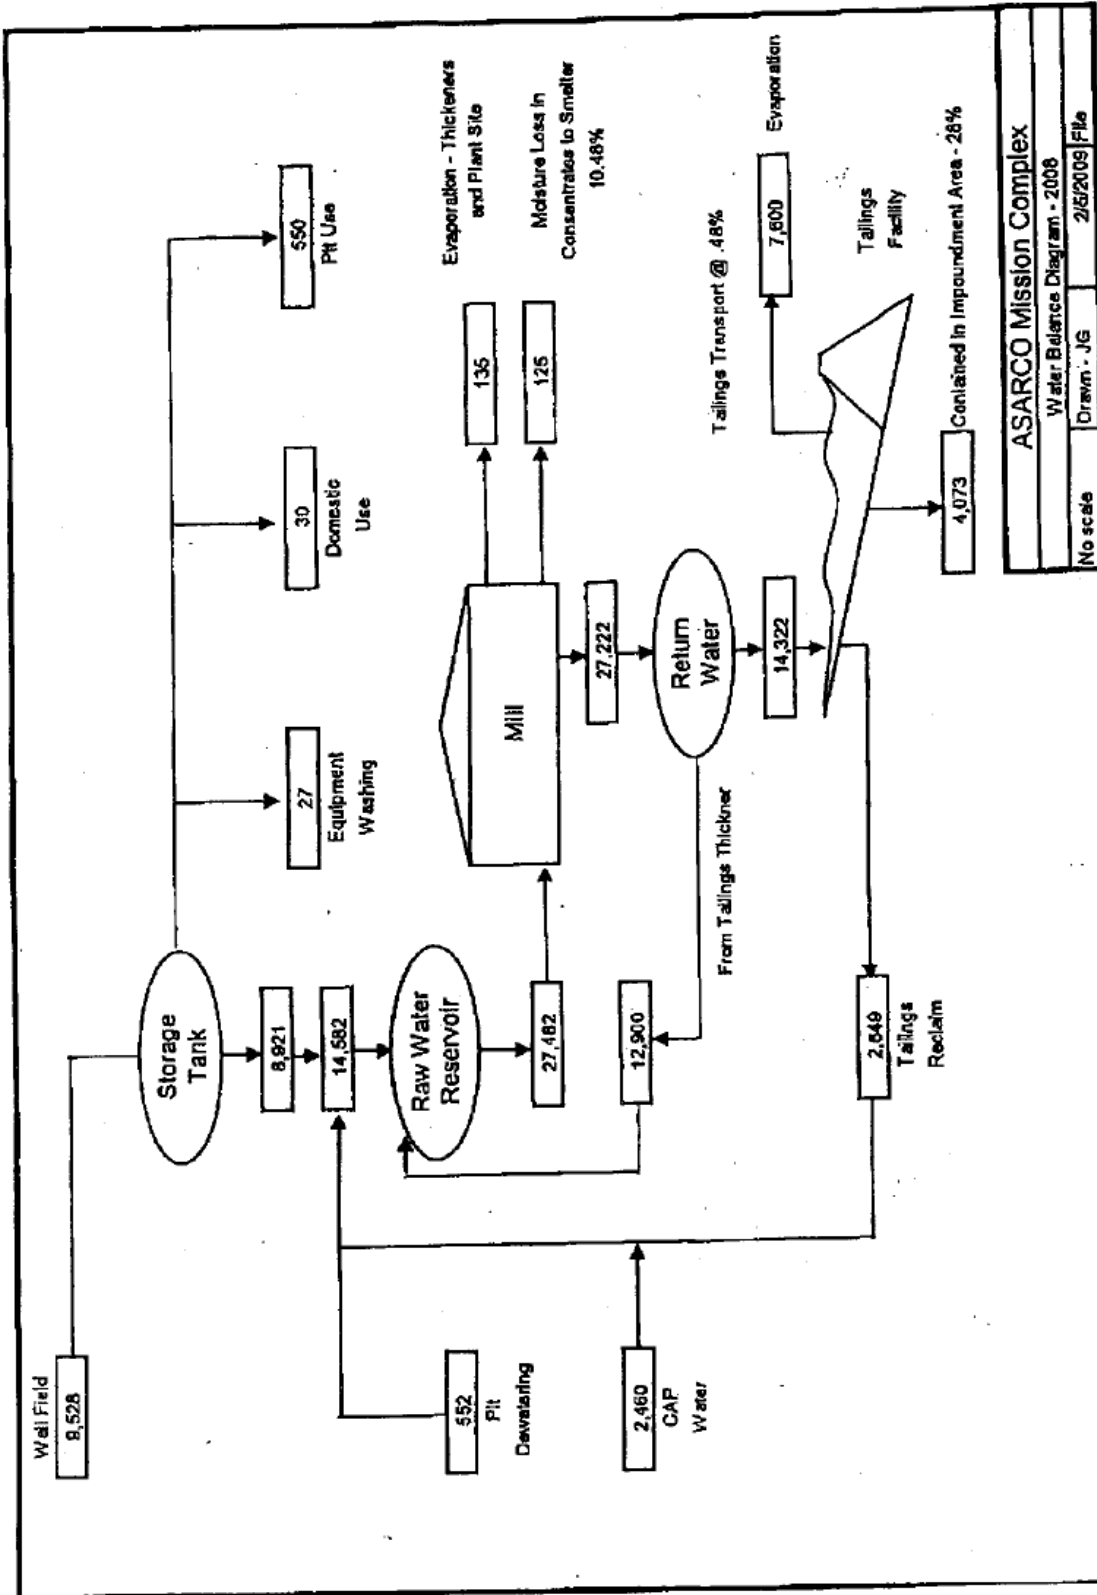 Well Field
9,528
Storage
Tank
8,921
14,582
Raw Water
Reservoir
27,482
12,900
From Tailings Thickner
2,649
Tailings
Reclaim
552
Pit
Dewatering
2,460
CAP
Water
27
Equipment
Washing
30
Domestic
Use
550
Pit Use
Mill
135
Evaporation - Thickeners
and Plant Site
125
Moisture Loss in
Consentrates to Smelter
10.48%
27,222
Return
Water
14,322
Tailings Transport @ .48%
7,600
Evaporation
Tailings
Facility
4,073
Contained in Impoundment Area - 28%
ASARCO Mission Complex
Water Balance Diagram - 2008
No scale
Drawn - JG
2/5/2009
File